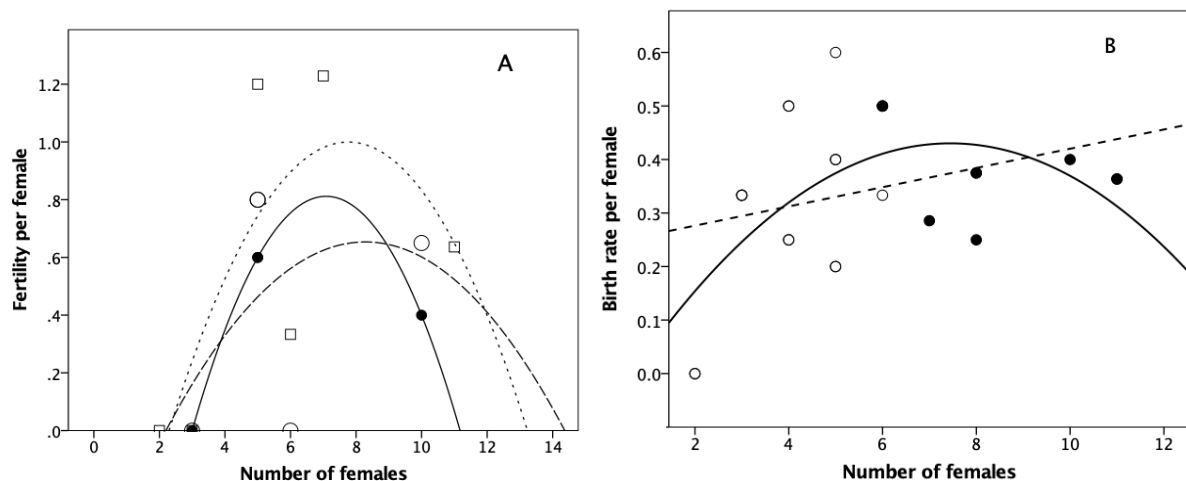 A
1.2
1.0
.8
.6
.4
.2
.0
0 2 4 6 8 10 12 14
Number of females
Fertility per female
B
0.6
0.5
0.4
0.3
0.2
0.1
0.0
2 4 6 8 10 12
Number of females
Birth rate per female